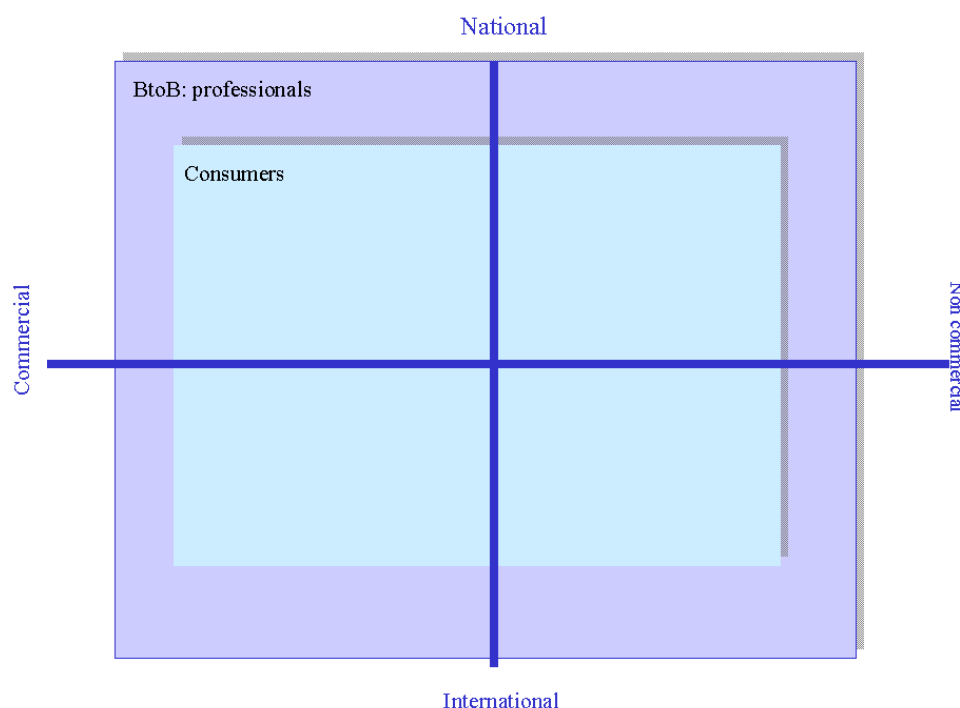 National
BtoB: professionals
Consumers
Commercial
Non commercial
International